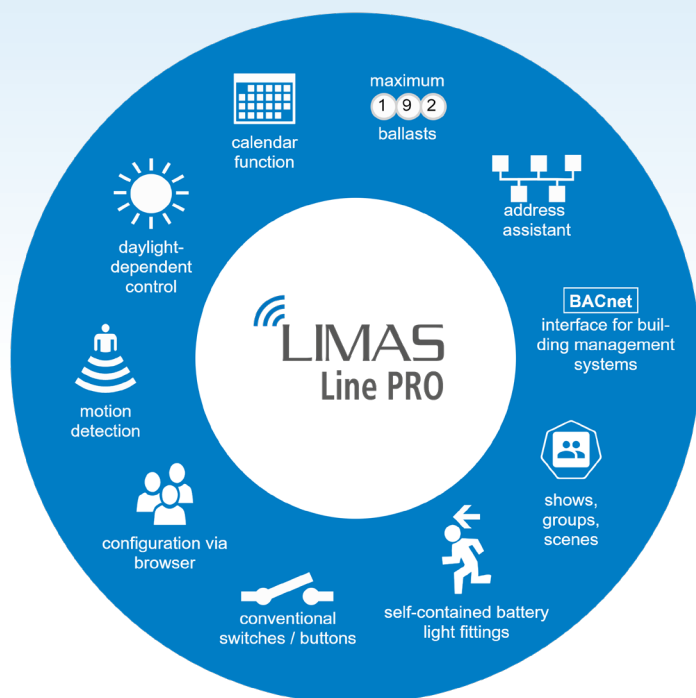 maximum
192
ballasts
calendar
function
address
assistant
daylight-
dependent
control
BACnet
interface for buil-
ding management
systems
LIMAS
Line PRO
motion
detection
shows,
groups,
scenes
configuration via
browser
self-contained battery
light fittings
conventional
switches / buttons